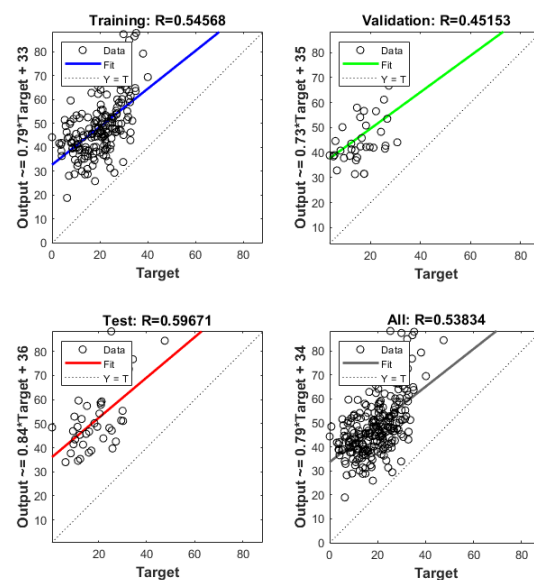 Training: R=0.54568
Output ~= 0.79*Target + 33
Data
Fit
Y = T
80
70
60
50
40
30
20
10
0
0 20 40 60 80
Target
Validation: R=0.45153
Output ~= 0.73*Target + 35
Data
Fit
Y = T
80
70
60
50
40
30
20
10
20 40 60 80
Target
Test: R=0.59671
Output ~= 0.84*Target + 36
Data
Fit
Y = T
80
70
60
50
40
30
20
10
20 40 60 80
Target
All: R=0.53834
Output ~= 0.79*Target + 34
Data
Fit
Y = T
80
70
60
50
40
30
20
10
0
0 20 40 60 80
Target